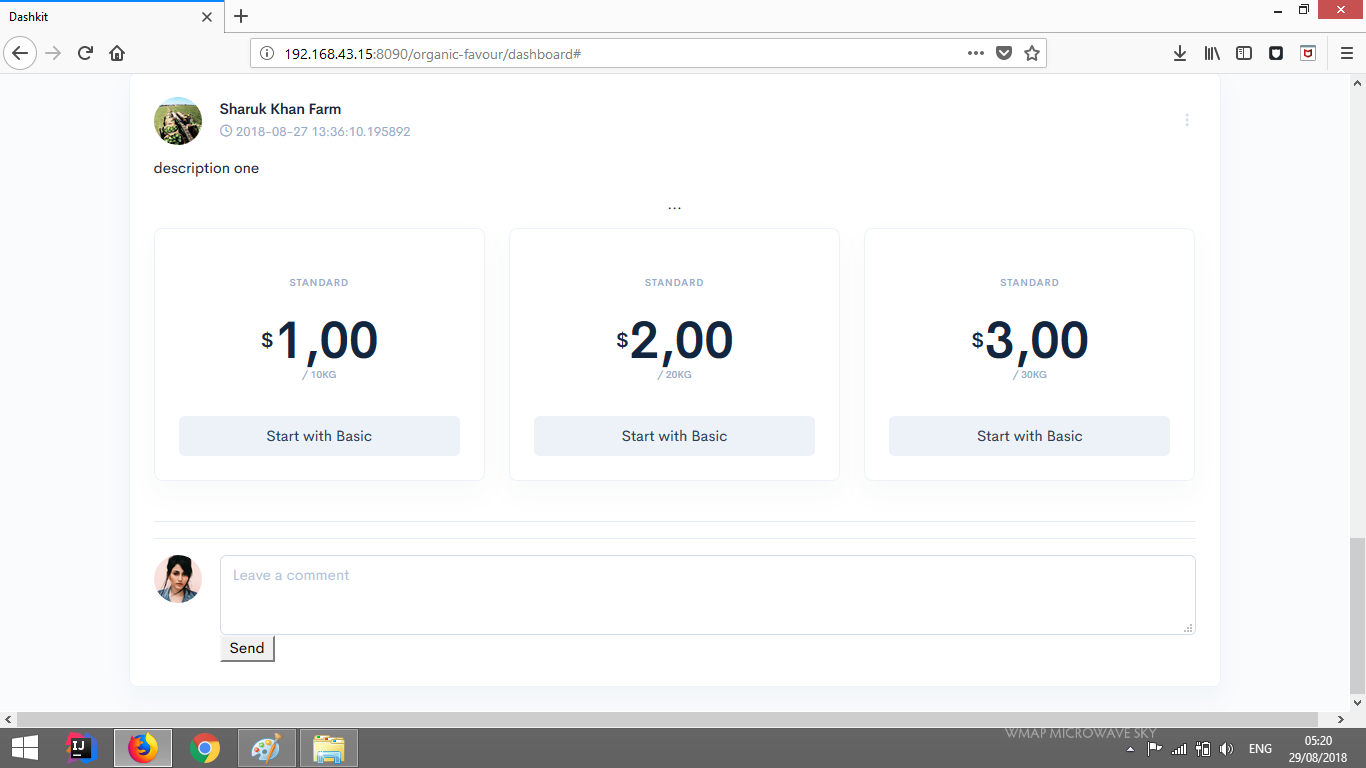 Dashkit
192.168.43.15:8090/organic-favour/dashboard#
Sharuk Khan Farm
2018-08-27 13:36:10.195892
description one
...
STANDARD STANDARD STANDARD
$1,00 $2,00 $3,00
/ 10KG / 20KG / 30KG
Start with Basic Start with Basic Start with Basic
Leave a comment
Send
WMAP MICROWAVE SKY
ENG
05:20
29/08/2018